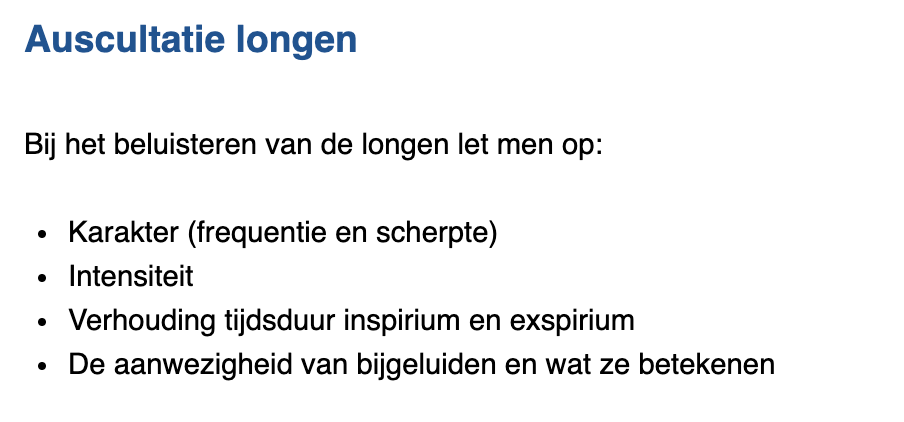 Auscultatie longen
Bij het beluisteren van de longen let men op:
• Karakter (frequentie en scherpte)
• Intensiteit
• Verhouding tijdsduur inspirium en exspirium
• De aanwezigheid van bijgeluiden en wat ze betekenen